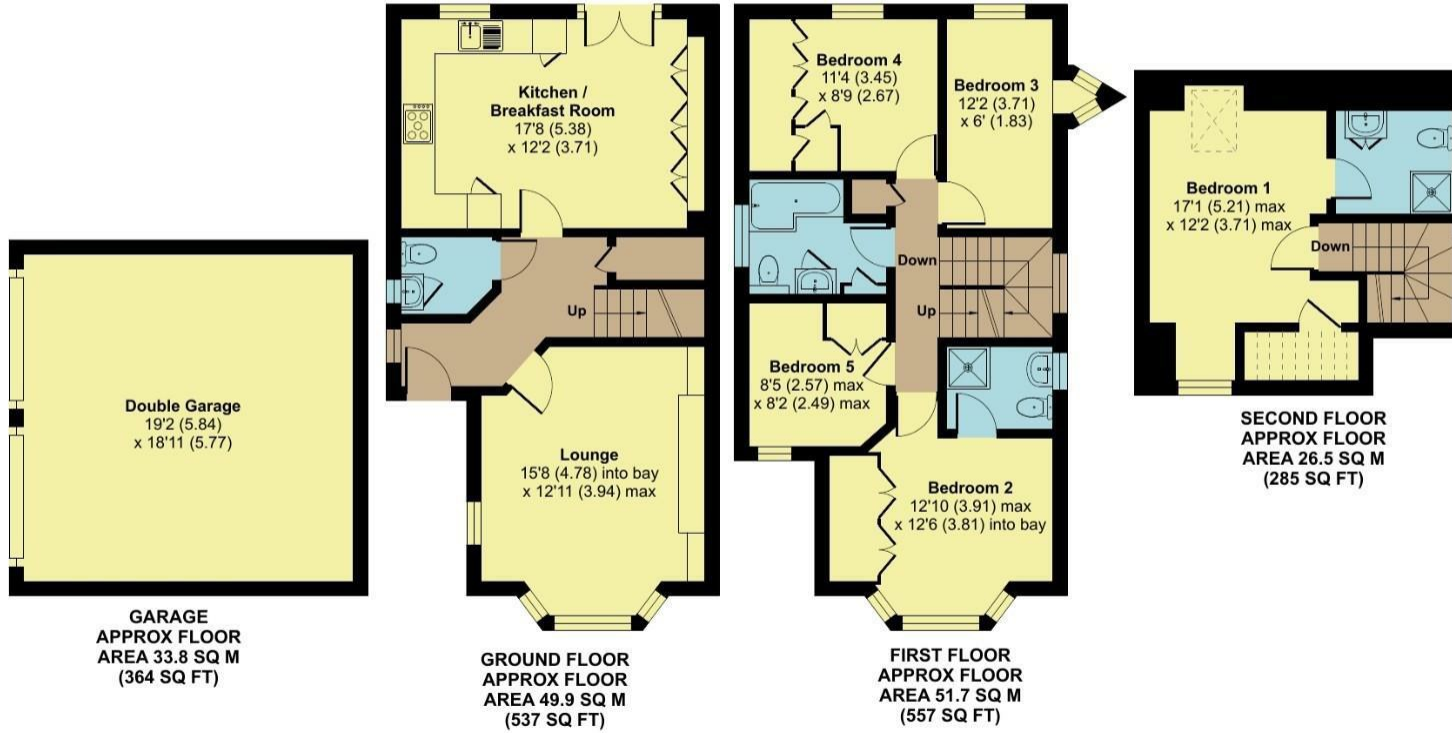 Double Garage
19'2 (5.84)
x 18'11 (5.77)
GARAGE
APPROX FLOOR
AREA 33.8 SQ M
(364 SQ FT)
Kitchen /
Breakfast Room
17'8 (5.38)
x 12'2 (3.71)
Up
Lounge
15'8 (4.78) into bay
x 12'11 (3.94) max
GROUND FLOOR
APPROX FLOOR
AREA 49.9 SQ M
(537 SQ FT)
Bedroom 4
11'4 (3.45)
x 8'9 (2.67)
Bedroom 3
12'2 (3.71)
x 6' (1.83)
Down
Up
Bedroom 5
8'5 (2.57) max
x 8'2 (2.49) max
Bedroom 2
12'10 (3.91) max
x 12'6 (3.81) into bay
FIRST FLOOR
APPROX FLOOR
AREA 51.7 SQ M
(557 SQ FT)
Bedroom 1
17'1 (5.21) max
x 12'2 (3.71) max
Down
SECOND FLOOR
APPROX FLOOR
AREA 26.5 SQ M
(285 SQ FT)